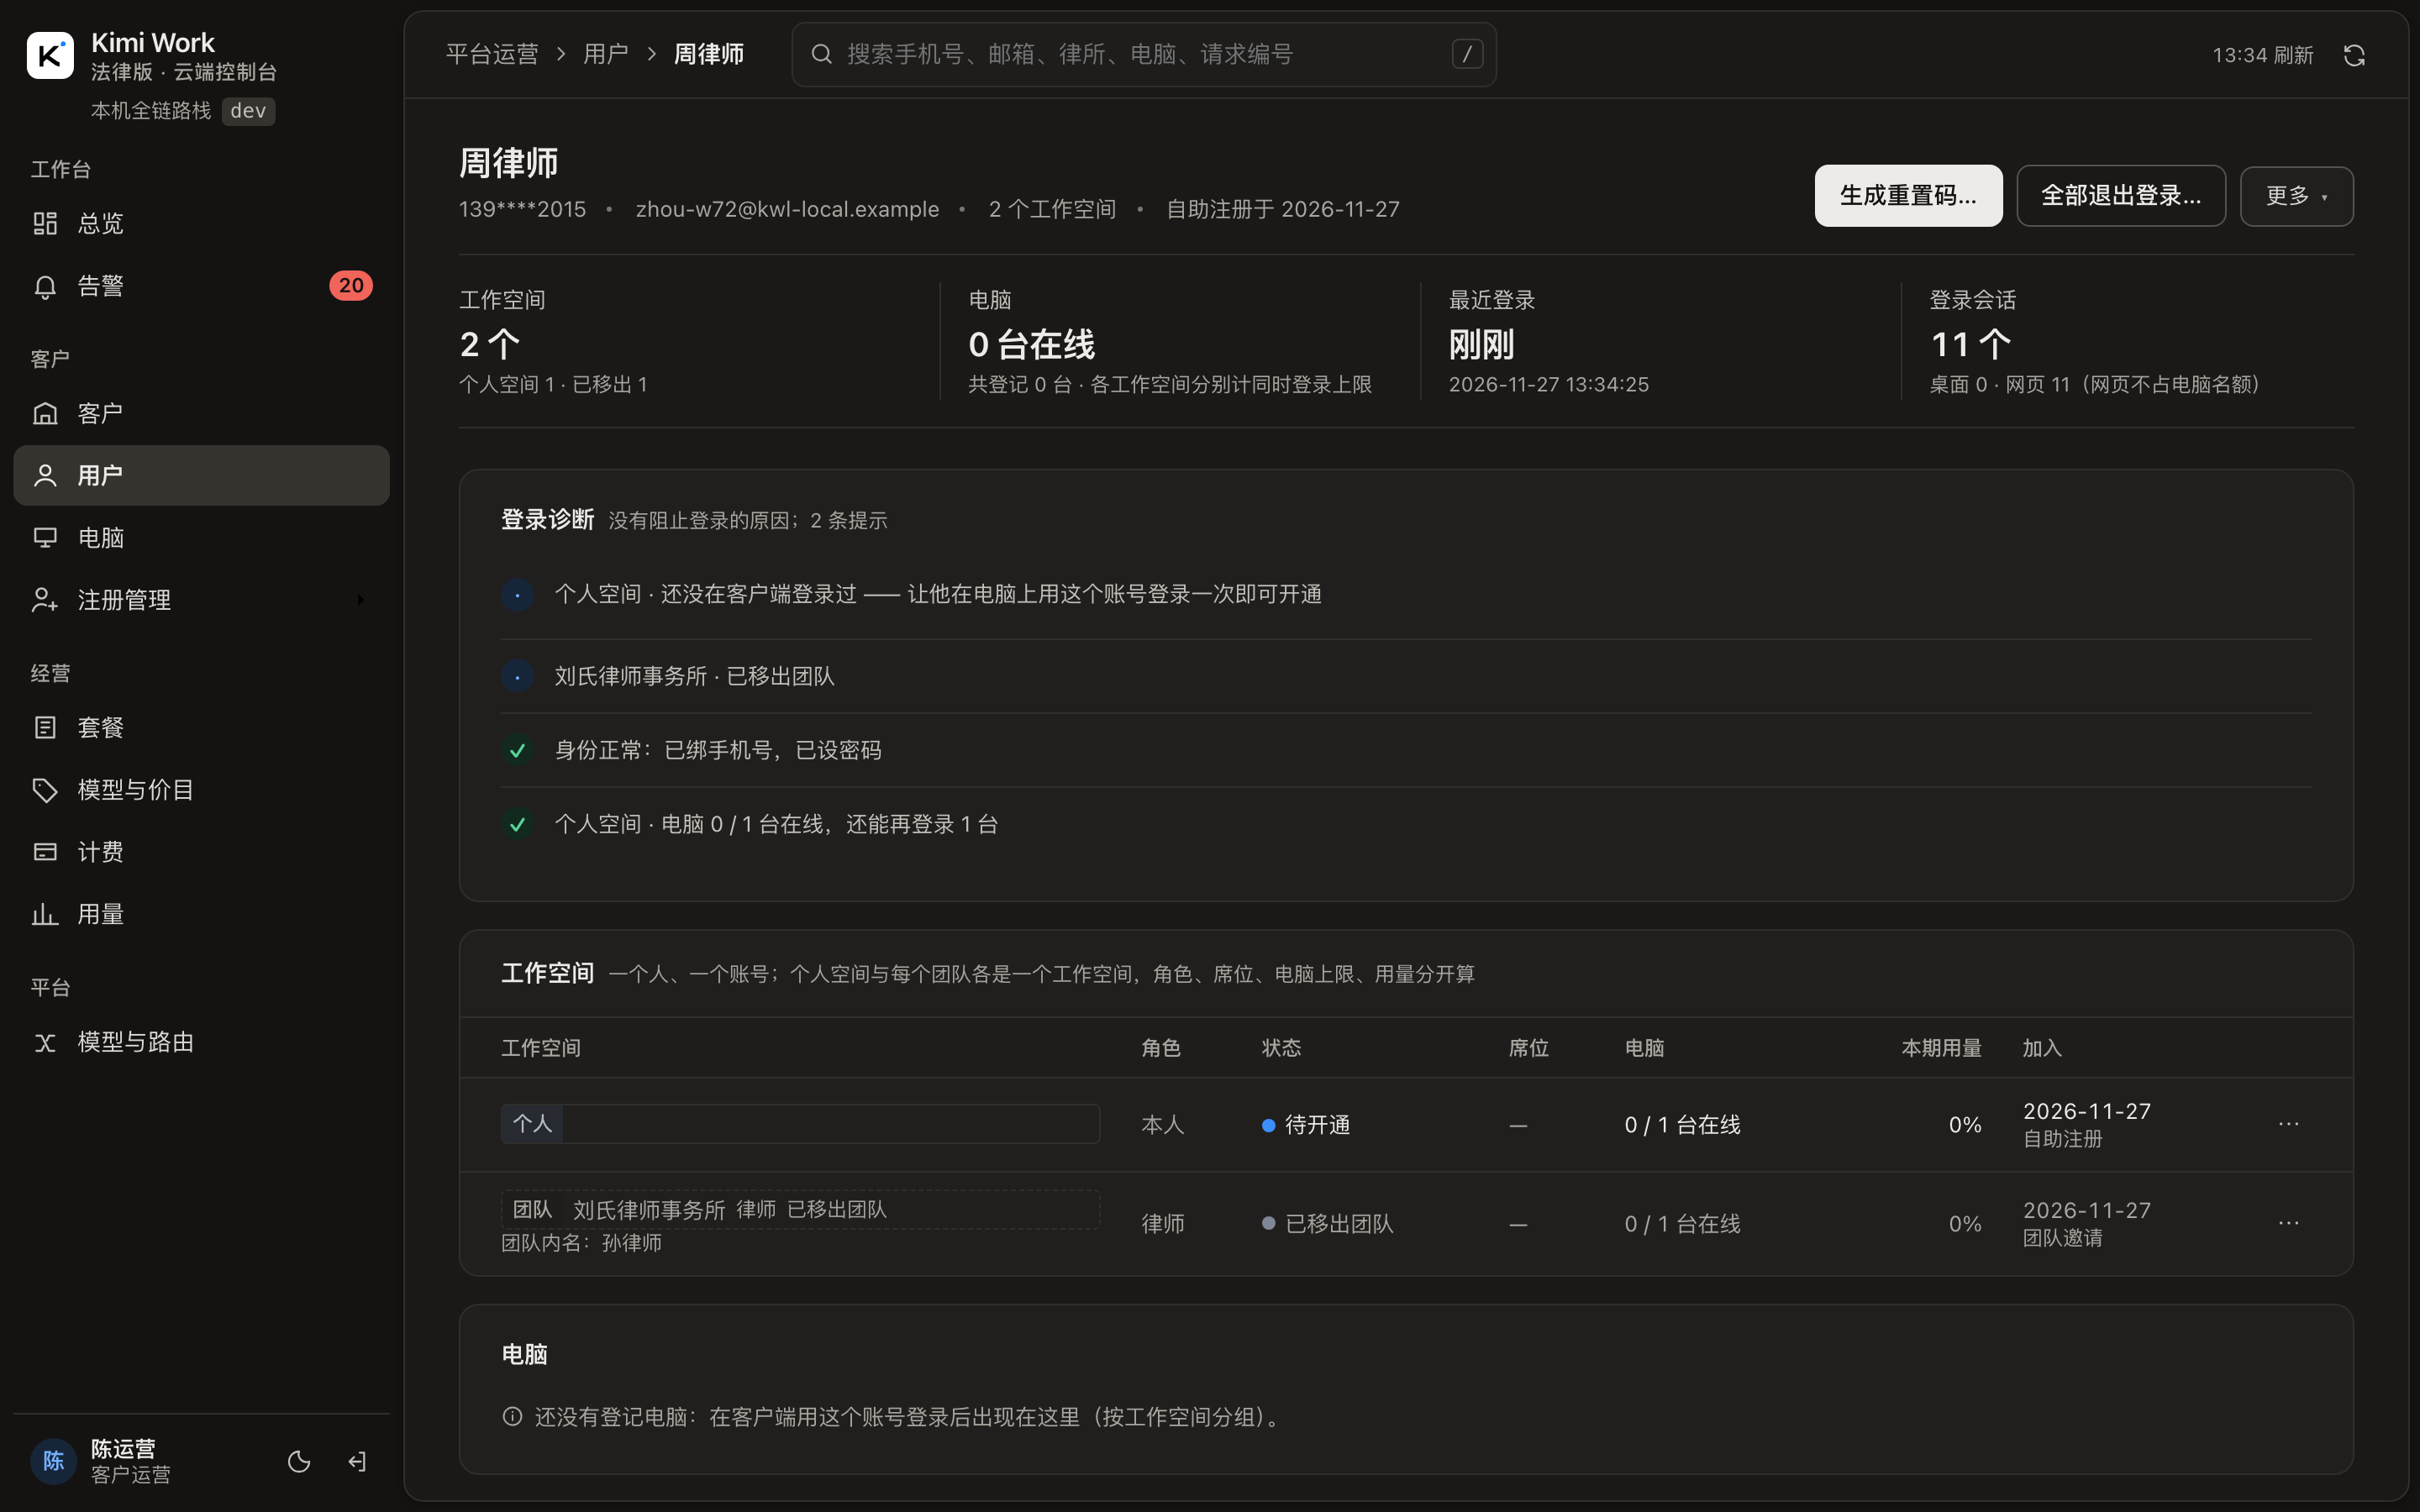 Kimi Work
法律版 · 云端控制台
本机全链路栈 dev
工作台
总览
告警 20
客户
客户
用户
电脑
注册管理
经营
套餐
模型与价目
计费
用量
平台
模型与路由
陈 陈运营
客户运营
平台运营 > 用户 > 周律师
搜索手机号、邮箱、律所、电脑、请求编号 /
13:34 刷新
周律师
139****2015 • zhou-w72@kwl-local.example • 2 个工作空间 • 自助注册于 2026-11-27
生成重置码... 全部退出登录... 更多
工作空间
2 个
个人空间 1 · 已移出 1
电脑
0 台在线
共登记 0 台 · 各工作空间分别计同时登录上限
最近登录
刚刚
2026-11-27 13:34:25
登录会话
11 个
桌面 0 · 网页 11（网页不占电脑名额）
登录诊断 没有阻止登录的原因；2 条提示
个人空间 · 还没在客户端登录过 —— 让他在电脑上用这个账号登录一次即可开通
刘氏律师事务所 · 已移出团队
身份正常：已绑手机号，已设密码
个人空间 · 电脑 0 / 1 台在线，还能再登录 1 台
工作空间 一个人、一个账号；个人空间与每个团队各是一个工作空间，角色、席位、电脑上限、用量分开算
工作空间 角色 状态 席位 电脑 本期用量 加入
个人 本人 待开通 — 0 / 1 台在线 0% 2026-11-27
自助注册
团队 刘氏律师事务所 律师 已移出团队
团队内名：孙律师
律师 已移出团队 — 0 / 1 台在线 0% 2026-11-27
团队邀请
电脑
还没有登记电脑：在客户端用这个账号登录后出现在这里（按工作空间分组）。